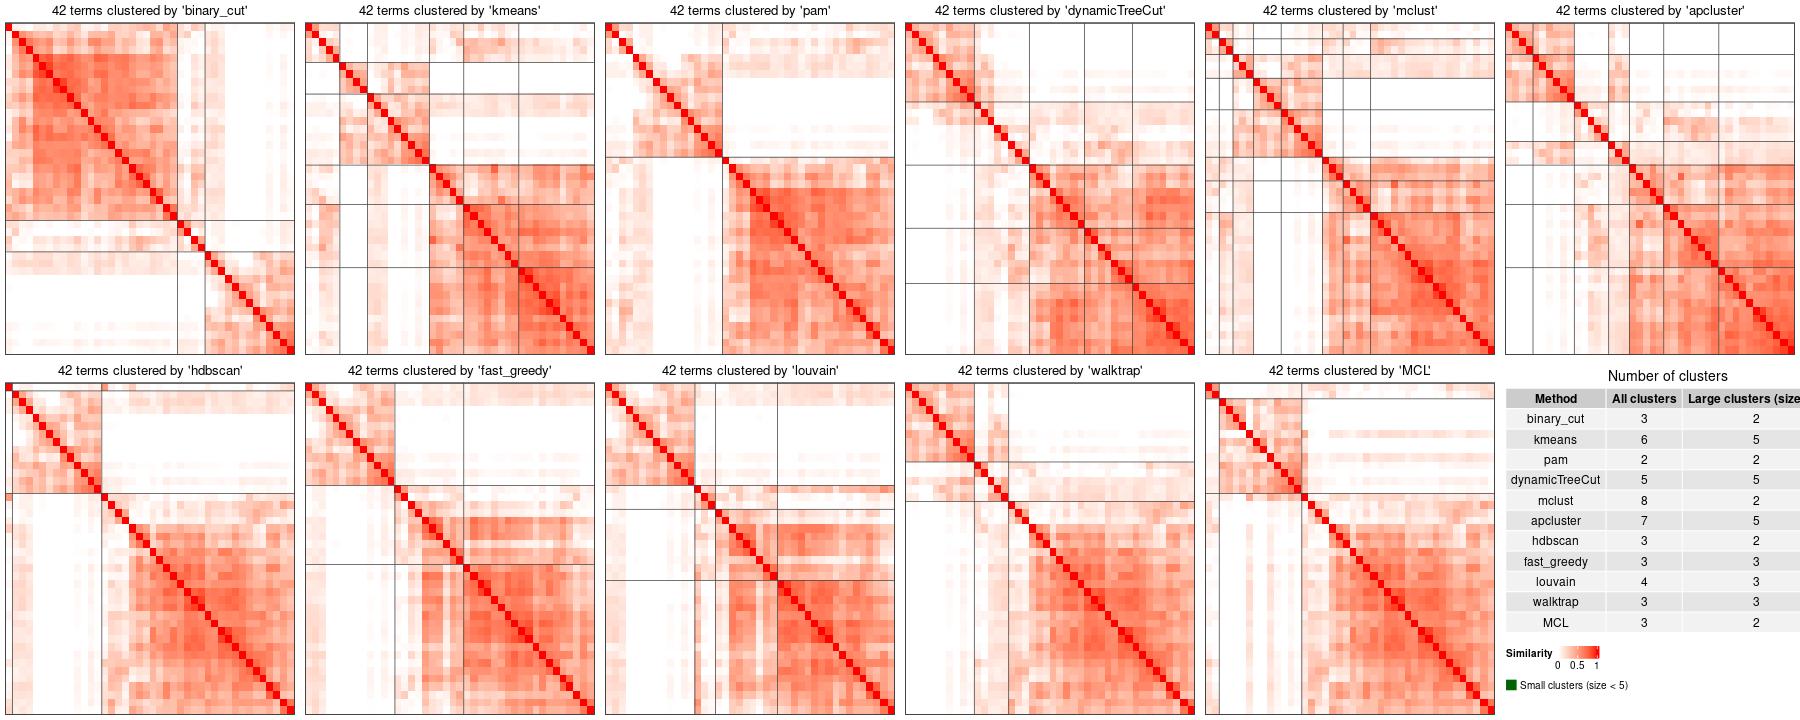 42 terms clustered by 'binary_cut'
42 terms clustered by 'kmeans'
42 terms clustered by 'pam'
42 terms clustered by 'dynamicTreeCut'
42 terms clustered by 'mclust'
42 terms clustered by 'apcluster'
42 terms clustered by 'hdbscan'
42 terms clustered by 'fast_greedy'
42 terms clustered by 'louvain'
42 terms clustered by 'walktrap'
42 terms clustered by 'MCL'
Number of clusters
Method All clusters Large clusters (size
binary_cut 3 2
kmeans 6 5
pam 2 2
dynamicTreeCut 5 5
mclust 8 2
apcluster 7 5
hdbscan 3 2
fast_greedy 3 3
louvain 4 3
walktrap 3 3
MCL 3 2
Similarity
0 0.5 1
Small clusters (size < 5)